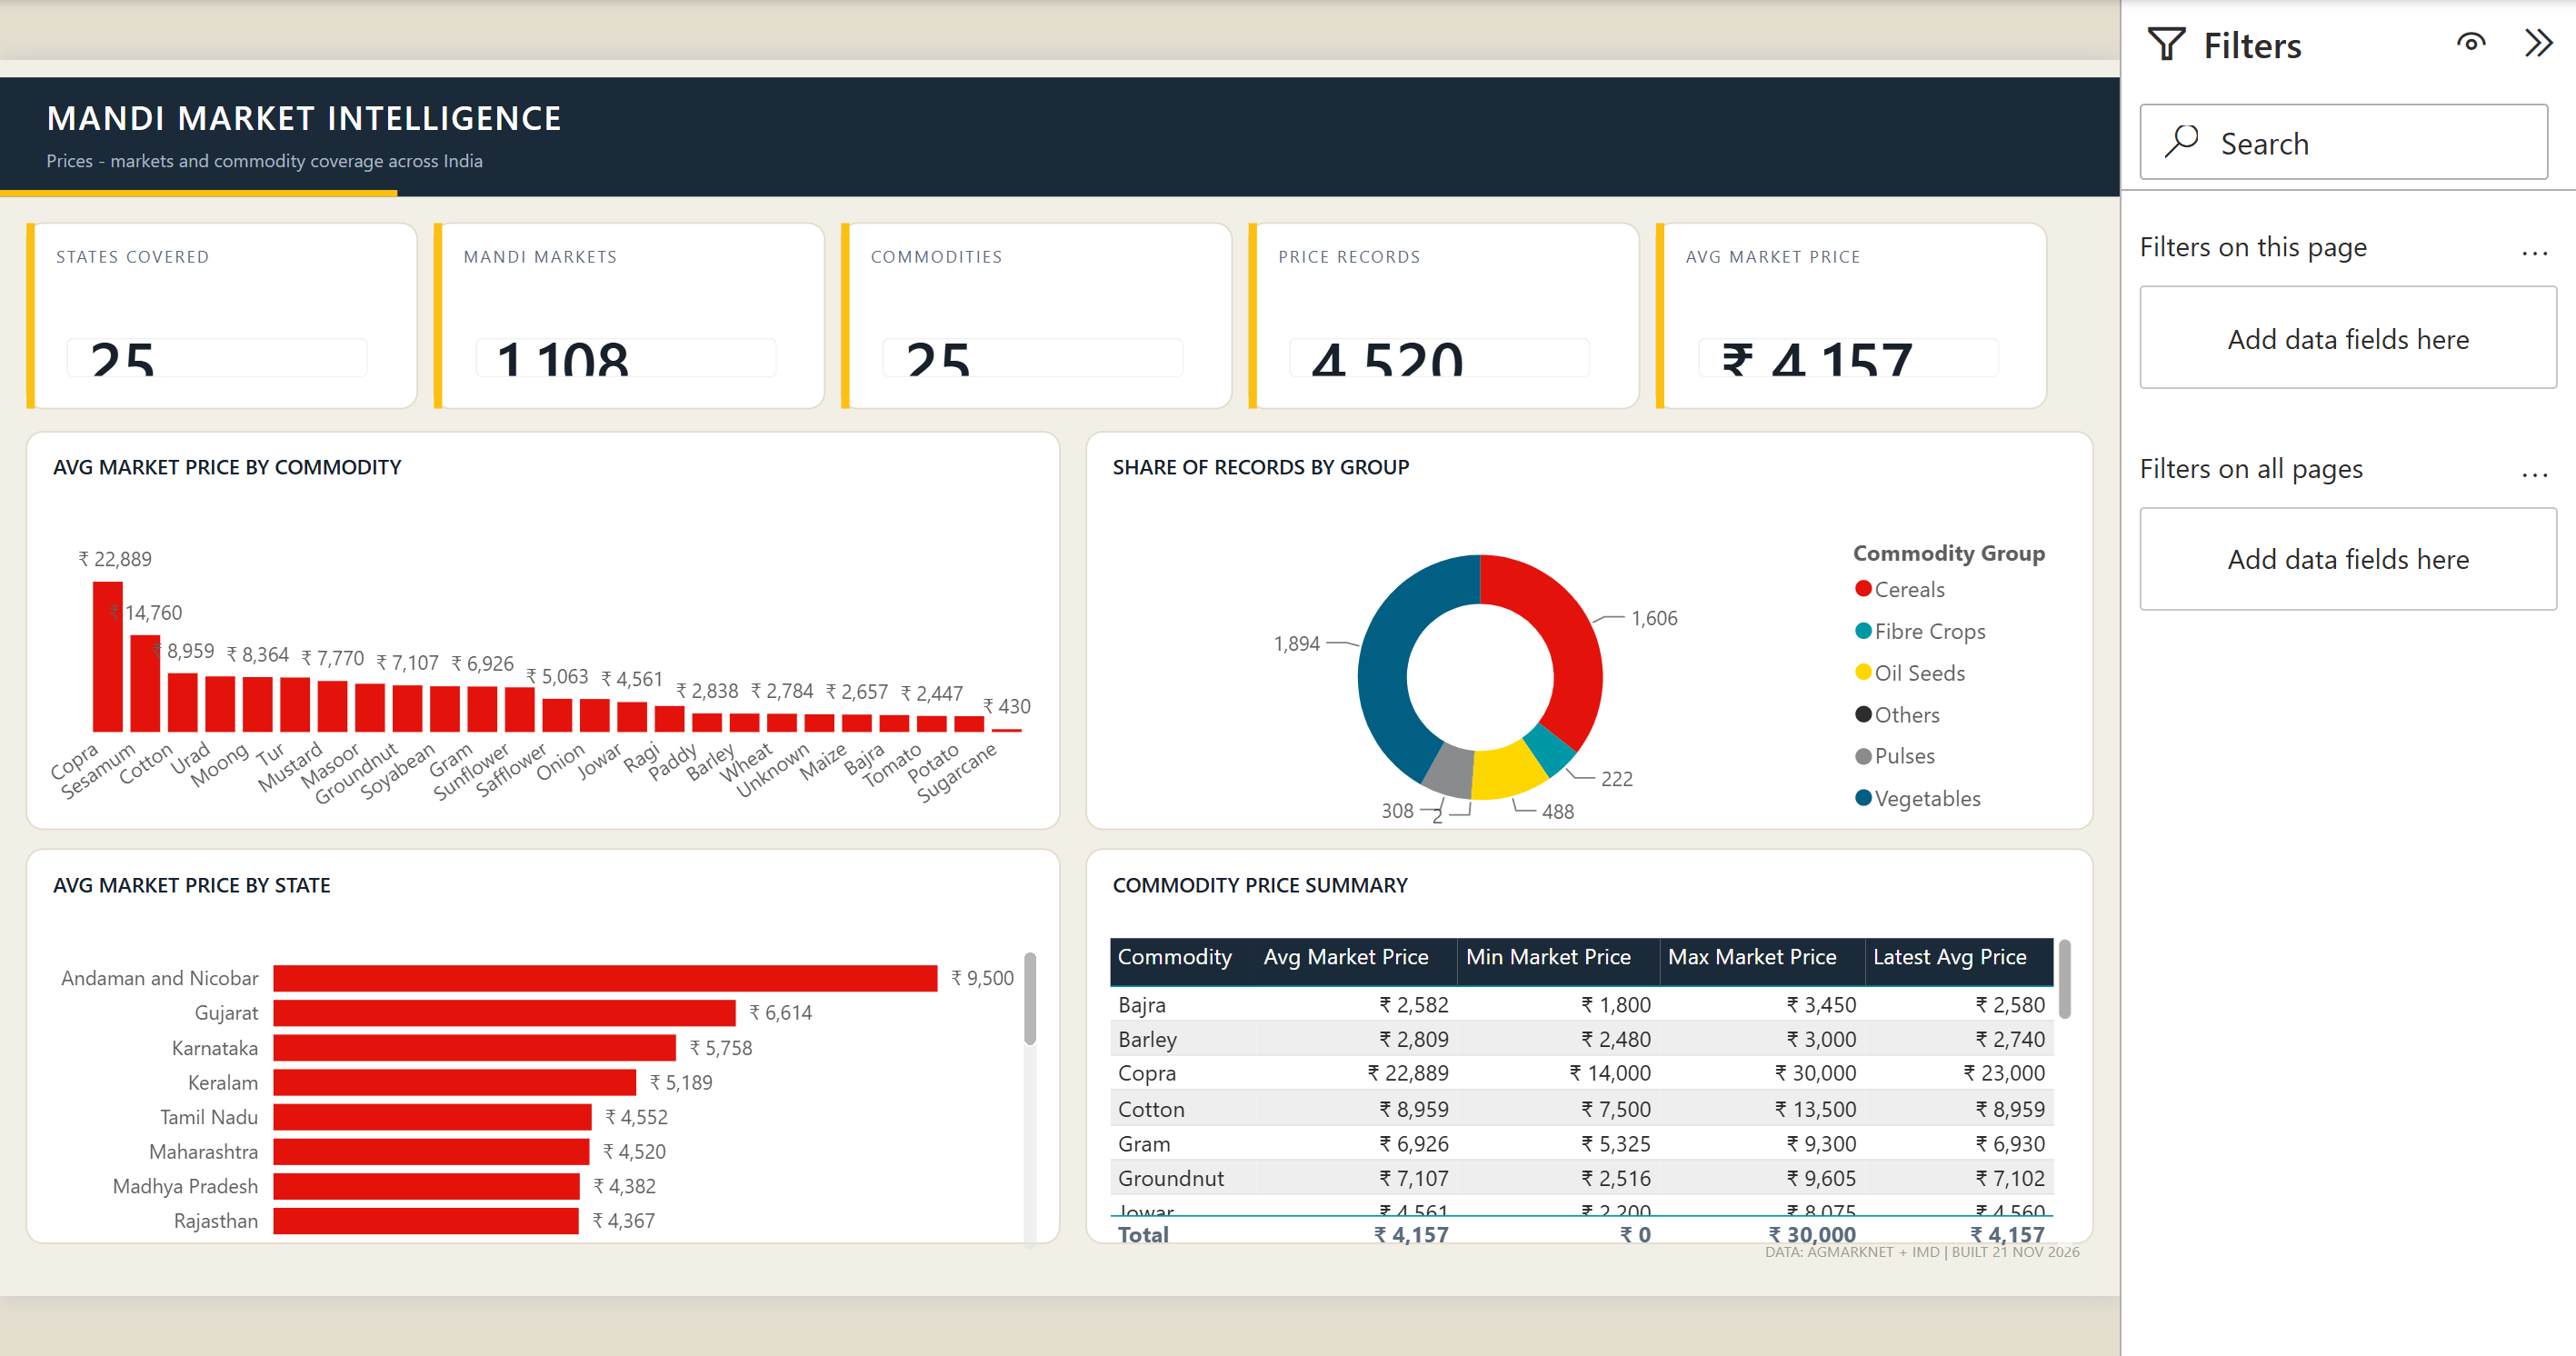 MANDI MARKET INTELLIGENCE
Prices - markets and commodity coverage across India
STATES COVERED
25
MANDI MARKETS
1 108
COMMODITIES
25
PRICE RECORDS
4 520
AVG MARKET PRICE
₹ 4 157
AVG MARKET PRICE BY COMMODITY
₹ 22,889
₹ 14,760
₹ 8,959
₹ 8,364
₹ 7,770
₹ 7,107
₹ 6,926
₹ 5,063
₹ 4,561
₹ 2,838
₹ 2,784
₹ 2,657
₹ 2,447
₹ 430
Copra
Sesamum
Cotton
Urad
Moong
Tur
Mustard
Masoor
Groundnut
Soyabean
Gram
Sunflower
Safflower
Onion
Jowar
Ragi
Paddy
Barley
Wheat
Unknown
Maize
Bajra
Tomato
Potato
Sugarcane
SHARE OF RECORDS BY GROUP
1,606
222
488
2
308
1,894
Commodity Group
Cereals
Fibre Crops
Oil Seeds
Others
Pulses
Vegetables
AVG MARKET PRICE BY STATE
Andaman and Nicobar ₹ 9,500
Gujarat ₹ 6,614
Karnataka ₹ 5,758
Keralam ₹ 5,189
Tamil Nadu ₹ 4,552
Maharashtra ₹ 4,520
Madhya Pradesh ₹ 4,382
Rajasthan ₹ 4,367
COMMODITY PRICE SUMMARY
Commodity Avg Market Price Min Market Price Max Market Price Latest Avg Price
Bajra ₹ 2,582 ₹ 1,800 ₹ 3,450 ₹ 2,580
Barley ₹ 2,809 ₹ 2,480 ₹ 3,000 ₹ 2,740
Copra ₹ 22,889 ₹ 14,000 ₹ 30,000 ₹ 23,000
Cotton ₹ 8,959 ₹ 7,500 ₹ 13,500 ₹ 8,959
Gram ₹ 6,926 ₹ 5,325 ₹ 9,300 ₹ 6,930
Groundnut ₹ 7,107 ₹ 2,516 ₹ 9,605 ₹ 7,102
Jowar ₹ 4,561 ₹ 2,200 ₹ 8,075 ₹ 4,560
Total ₹ 4,157 ₹ 0 ₹ 30,000 ₹ 4,157
DATA: AGMARKNET + IMD | BUILT 21 NOV 2026
Filters
Search
Filters on this page
...
Add data fields here
Filters on all pages
...
Add data fields here